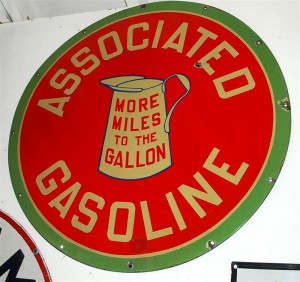 ASSOCIATED
MORE
MILES
TO THE
GALLON
GASOLINE